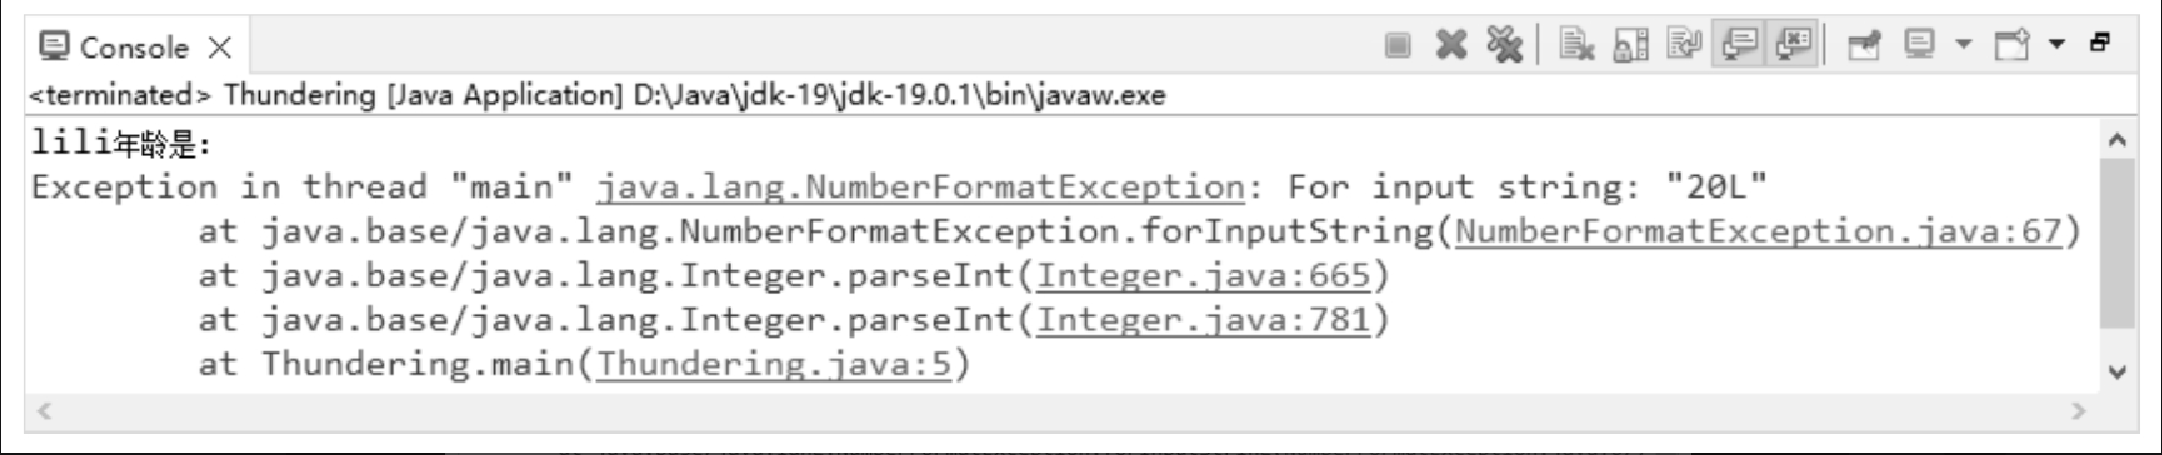 Console
<terminated> Thundering [Java Application] D:\Java\jdk-19\jdk-19.0.1\bin\javaw.exe
lili年龄是:
Exception in thread "main" java.lang.NumberFormatException: For input string: "20L"
at java.base/java.lang.NumberFormatException.forInputString(NumberFormatException.java:67)
at java.base/java.lang.Integer.parseInt(Integer.java:665)
at java.base/java.lang.Integer.parseInt(Integer.java:781)
at Thundering.main(Thundering.java:5)